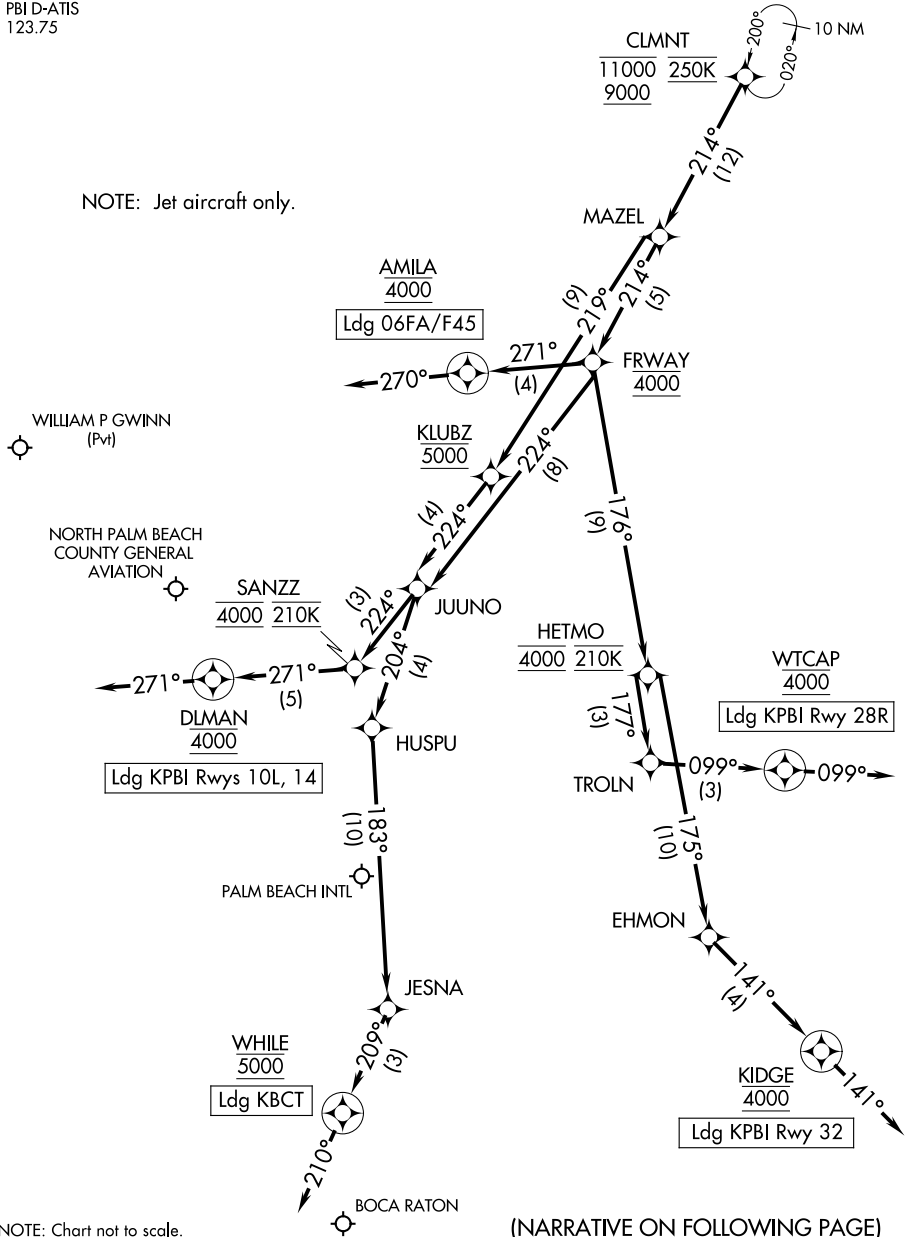 PBI D-ATIS
123.75
200°
020°
10 NM
CLMNT
11000 250K
9000
214°
(12)
NOTE: Jet aircraft only.
MAZEL
AMILA
4000
Ldg 06FA/F45
(9)
219°
214°
(5)
271°
(4)
270°
FRWAY
4000
WILLIAM P GWINN
(Pvt)
KLUBZ
5000
224°
(8)
(4)
224°
176°
(9)
NORTH PALM BEACH
COUNTY GENERAL
AVIATION
SANZZ
4000 210K
(3)
224°
JUUNO
204°
(4)
HETMO
4000 210K
WTCAP
4000
Ldg KPBI Rwy 28R
271°
271°
(5)
DLMAN
4000
Ldg KPBI Rwys 10L, 14
HUSPU
177°
(3)
TROLN
099°
(3)
099°
183°
(10)
175°
(10)
PALM BEACH INTL
EHMON
141°
(4)
JESNA
209°
(3)
WHILE
5000
Ldg KBCT
KIDGE
4000
Ldg KPBI Rwy 32
141°
210°
BOCA RATON
NOTE: Chart not to scale.
(NARRATIVE ON FOLLOWING PAGE)